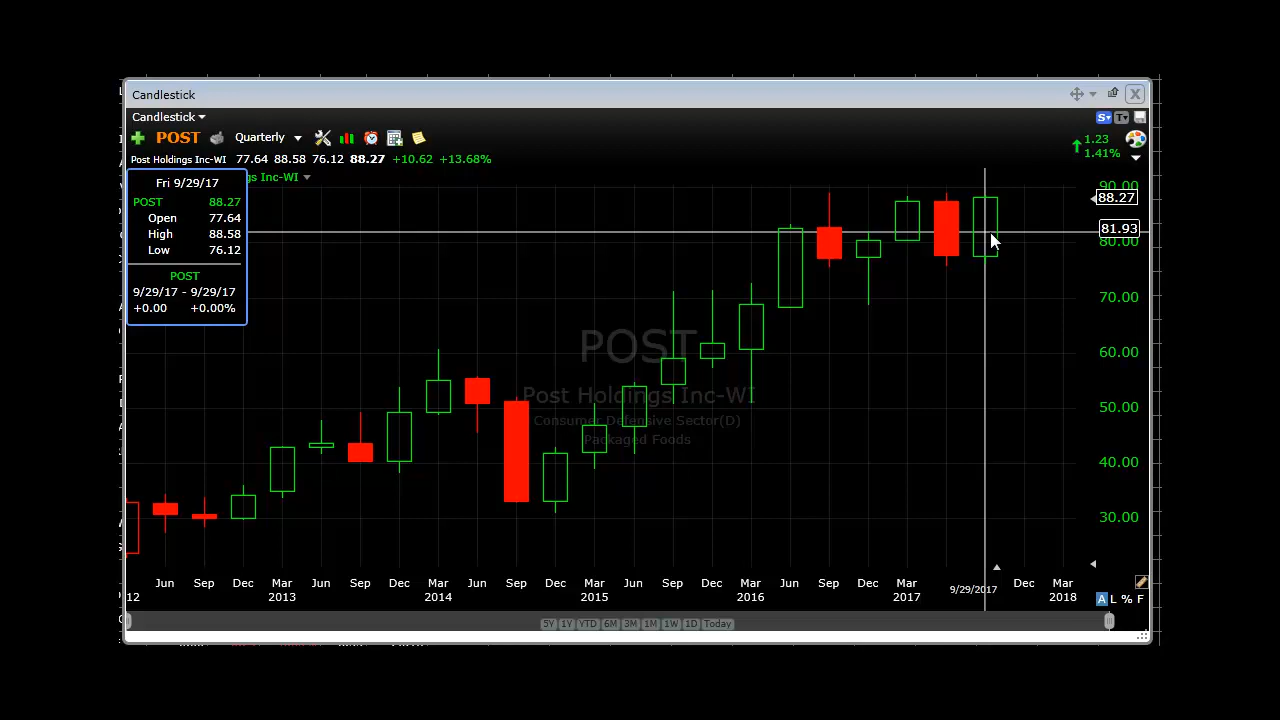 Candlestick
Candlestick
POST Quarterly
Post Holdings Inc-WI 77.64 88.58 76.12 88.27 +10.62 +13.68%
1.23
1.41%
gs Inc-WI
Fri 9/29/17
POST 88.27
Open 77.64
High 88.58
Low 76.12
POST
9/29/17 - 9/29/17
+0.00 +0.00%
90.00
88.27
81.93
80.00
70.00
60.00
50.00
40.00
30.00
POST
Post Holdings Inc-WI
Consumer Defensive Sector(D)
Packaged Foods
Jun Sep Dec Mar Jun Sep Dec Mar Jun Sep Dec Mar Jun Sep Dec Mar Jun Sep Dec Mar 9/29/2017 Dec Mar
12 2013 2014 2015 2016 2017 2018
A L % F
5Y 1Y YTD 6M 3M 1M 1W 1D Today